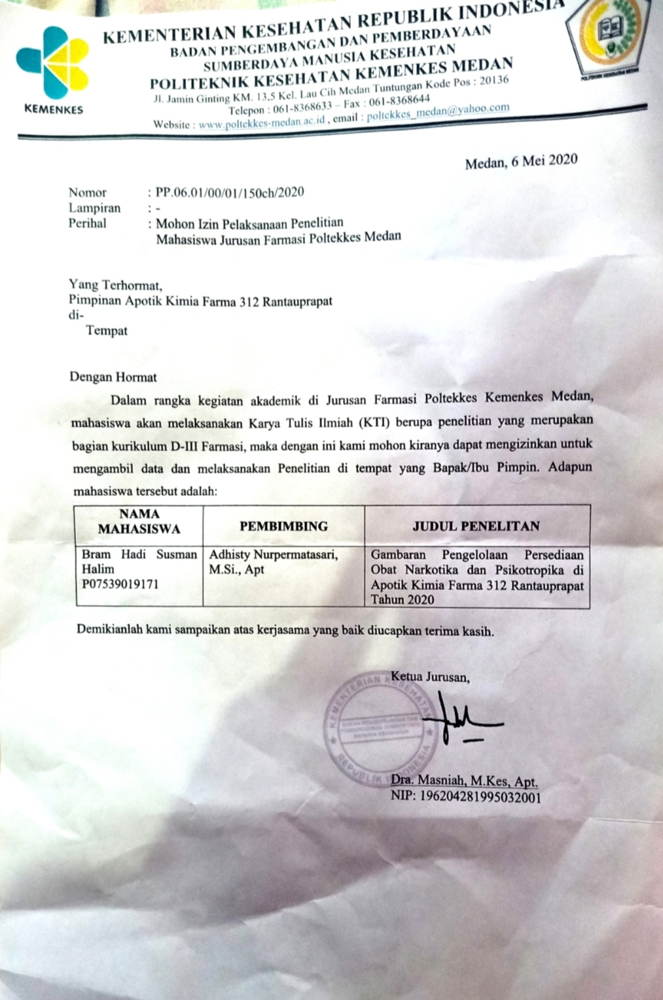 KEMENTERIAN KESEHATAN REPUBLIK INDONESIA
BADAN PENGEMBANGAN DAN PEMBERDAYAAN
SUMBERDAYA MANUSIA KESEHATAN
POLITEKNIK KESEHATAN KEMENKES MEDAN
Jl. Jamin Ginting KM. 13,5 Kel. Lau Cih Medan Tuntungan Kode Pos : 20136
Telepon : 061-8368633 – Fax : 061-8368644
Website : www.poltekkes-medan.ac.id , email : poltekkes_medan@yahoo.com
KEMENKES
POLITEKNIK KESEHATAN MEDAN
Medan, 6 Mei 2020
Nomor : PP.06.01/00/01/150ch/2020
Lampiran : -
Perihal : Mohon Izin Pelaksanaan Penelitian
Mahasiswa Jurusan Farmasi Poltekkes Medan
Yang Terhormat,
Pimpinan Apotik Kimia Farma 312 Rantauprapat
di-
Tempat
Dengan Hormat
Dalam rangka kegiatan akademik di Jurusan Farmasi Poltekkes Kemenkes Medan,
mahasiswa akan melaksanakan Karya Tulis Ilmiah (KTI) berupa penelitian yang merupakan
bagian kurikulum D-III Farmasi, maka dengan ini kami mohon kiranya dapat mengizinkan untuk
mengambil data dan melaksanakan Penelitian di tempat yang Bapak/Ibu Pimpin. Adapun
mahasiswa tersebut adalah:
NAMA
MAHASISWA
PEMBIMBING
JUDUL PENELITAN
Bram Hadi Susman
Halim
P07539019171
Adhisty Nurpermatasari,
M.Si., Apt
Gambaran Pengelolaan Persediaan
Obat Narkotika dan Psikotropika di
Apotik Kimia Farma 312 Rantauprapat
Tahun 2020
Demikianlah kami sampaikan atas kerjasama yang baik diucapkan terima kasih.
Ketua Jurusan,
KEMENTERIAN KESEHATAN
REPUBLIK INDONESIA
Dra. Masniah, M.Kes, Apt.
NIP: 196204281995032001